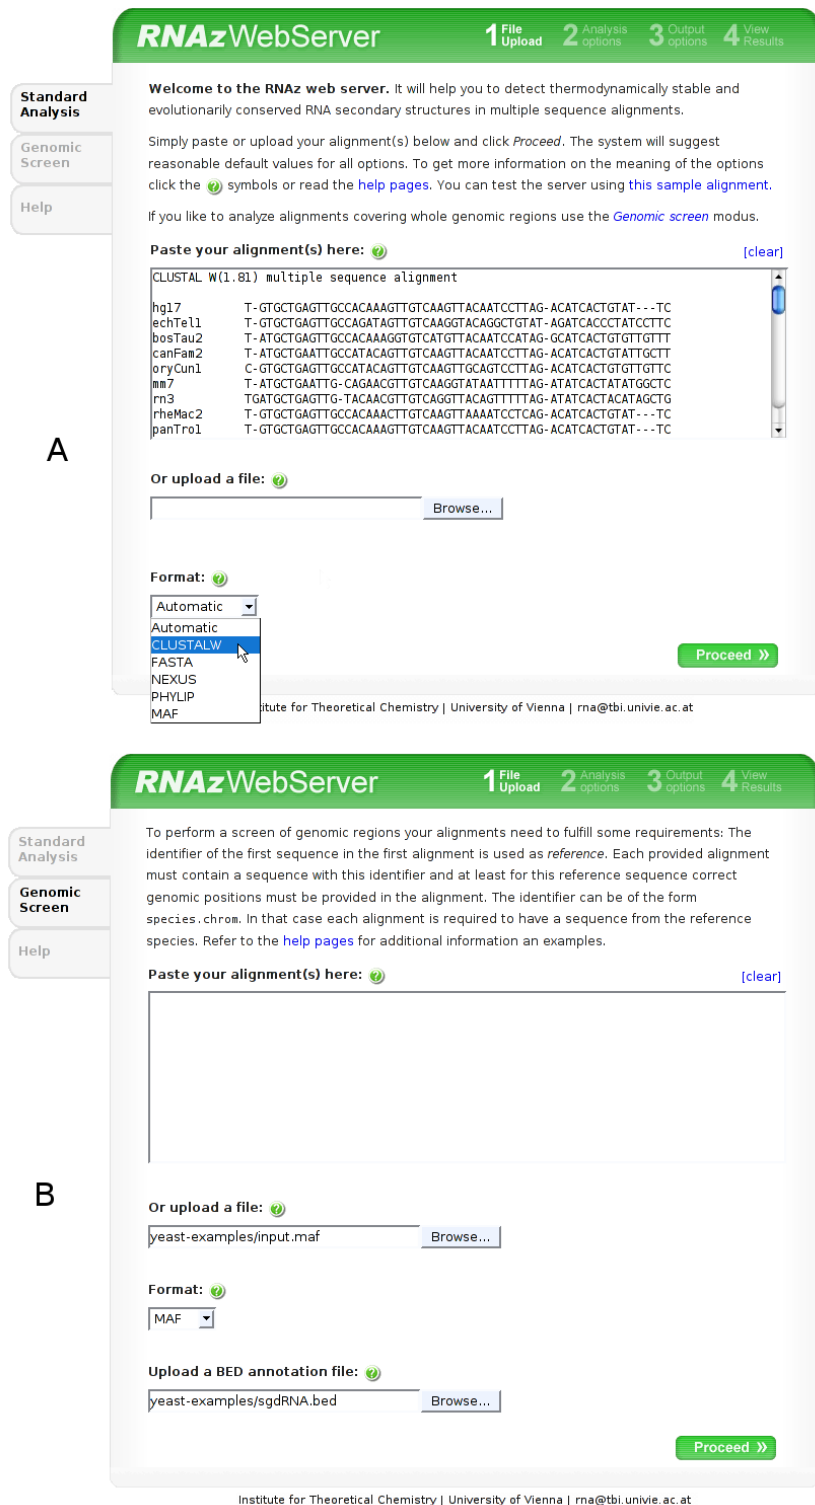 RNAz WebServer
1 File Upload 2 Analysis options 3 Output options 4 View Results
Standard Analysis
Genomic Screen
Help
Welcome to the RNAz web server. It will help you to detect thermodynamically stable and
evolutionarily conserved RNA secondary structures in multiple sequence alignments.
Simply paste or upload your alignment(s) below and click Proceed. The system will suggest
reasonable default values for all options. To get more information on the meaning of the options
click the ? symbols or read the help pages. You can test the server using this sample alignment.
If you like to analyze alignments covering whole genomic regions use the Genomic screen modus.
Paste your alignment(s) here: ? [clear]
CLUSTAL W(1.81) multiple sequence alignment
hg17 T-GTGCTGAGTTGCCACAAAGTTGTCAAGTTACAATCCTTAG-ACATCACTGTAT---TC
echTel1 T-GTGCTGAGTTGCCAGATAGTTGTCAAGGTACAGGCTGTAT-AGATCACCCTATCCTTC
bosTau2 T-ATGCTGAGTTGCCACAAAGGTGTCATGTTACAATCCATAG-GCATCACTGTGTTGTTT
canFam2 T-ATGCTGAATTGCCATACAGTTGTCAAGTTACAATCCTTAG-ACATCACTGTATTGCTT
oryCun1 C-GTGCTGAGTTGCCATACAGTTGTCAAGTTGCAGTCCTTAG-ACATCACTGTGTTGTTC
mm7 T-ATGCTGAATTG-CAGAACGTTGTCAAGGTATAATTTTTAG-ATATCACTATATGGCTC
rn3 TGATGCTGAGTTG-TACAACGTTGTCAGGTTACAGTTTTTAG-ATATCACTACATAGCTG
rheMac2 T-GTGCTGAGTTGCCACAAACTTGTCAAGTTAAAATCCTCAG-ACATCACTGTAT---TC
panTro1 T-GTGCTGAGTTGCCACAAAGTTGTCAAGTTACAATCCTTAG-ACATCACTGTAT---TC
A
Or upload a file: ?
Browse...
Format: ?
Automatic
Automatic
CLUSTALW
FASTA
NEXUS
PHYLIP
MAF
Proceed »
itute for Theoretical Chemistry | University of Vienna | rna@tbi.univie.ac.at
RNAz WebServer
1 File Upload 2 Analysis options 3 Output options 4 View Results
Standard Analysis
Genomic Screen
Help
To perform a screen of genomic regions your alignments need to fulfill some requirements: The
identifier of the first sequence in the first alignment is used as reference. Each provided alignment
must contain a sequence with this identifier and at least for this reference sequence correct
genomic positions must be provided in the alignment. The identifier can be of the form
species.chrom. In that case each alignment is required to have a sequence from the reference
species. Refer to the help pages for additional information an examples.
Paste your alignment(s) here: ? [clear]
B
Or upload a file: ?
yeast-examples/input.maf Browse...
Format: ?
MAF
Upload a BED annotation file: ?
yeast-examples/sgdRNA.bed Browse...
Proceed »
Institute for Theoretical Chemistry | University of Vienna | rna@tbi.univie.ac.at